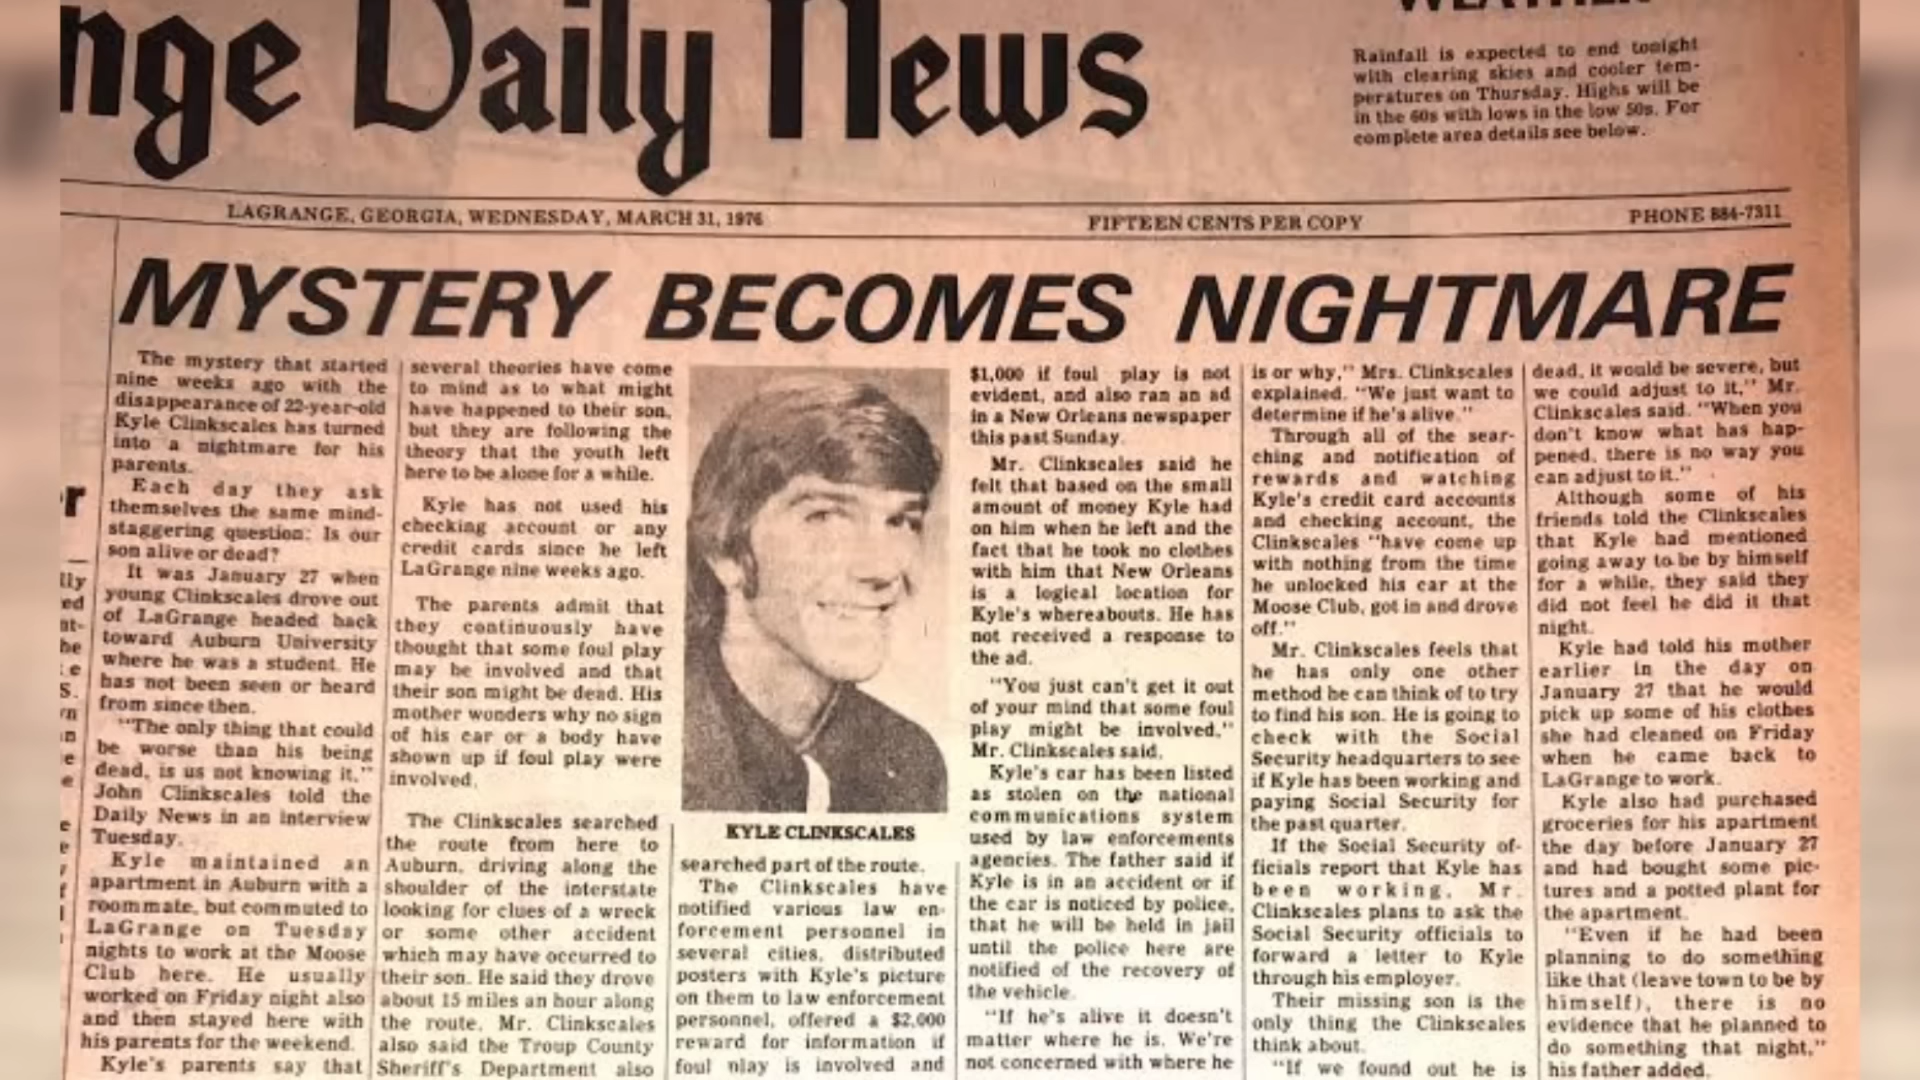 nge Daily News
WEATHER
Rainfall is expected to end tonight
with clearing skies and cooler tem-
peratures on Thursday. Highs will be
in the 60s with lows in the low 50s. For
complete area details see below.
LAGRANGE, GEORGIA, WEDNESDAY, MARCH 31, 1976
FIFTEEN CENTS PER COPY
PHONE 884-7311
MYSTERY BECOMES NIGHTMARE
The mystery that started
nine weeks ago with the
disappearance of 22-year-old
Kyle Clinkscales has turned
into a nightmare for his
parents.
Each day they ask
themselves the same mind-
staggering question: Is our
son alive or dead?
It was January 27 when
young Clinkscales drove out
of LaGrange headed back
toward Auburn University
where he was a student. He
has not been seen or heard
from since then.
"The only thing that could
be worse than his being
dead, is us not knowing it,"
John Clinkscales told the
Daily News in an interview
Tuesday.
Kyle maintained an
apartment in Auburn with a
roommate, but commuted to
LaGrange on Tuesday
nights to work at the Moose
Club here. He usually
worked on Friday night also
and then stayed here with
his parents for the weekend.
Kyle's parents say that
several theories have come
to mind as to what might
have happened to their son,
but they are following the
theory that the youth left
here to be alone for a while.
Kyle has not used his
checking account or any
credit cards since he left
LaGrange nine weeks ago.
The parents admit that
they continuously have
thought that some foul play
may be involved and that
their son might be dead. His
mother wonders why no sign
of his car or a body have
shown up if foul play were
involved.
The Clinkscales searched
the route from here to
Auburn, driving along the
shoulder of the interstate
looking for clues of a wreck
or some other accident
which may have occurred to
their son. He said they drove
about 15 miles an hour along
the route. Mr. Clinkscales
also said the Troup County
Sheriff's Department also
KYLE CLINKSCALES
searched part of the route.
The Clinkscales have
notified various law en-
forcement personnel in
several cities, distributed
posters with Kyle's picture
on them to law enforcement
personnel, offered a $2,000
reward for information if
foul play is involved and
$1,000 if foul play is not
evident, and also ran an ad
in a New Orleans newspaper
this past Sunday.
Mr. Clinkscales said he
felt that based on the small
amount of money Kyle had
on him when he left and the
fact that he took no clothes
with him that New Orleans
is a logical location for
Kyle's whereabouts. He has
not received a response to
the ad.
"You just can't get it out
of your mind that some foul
play might be involved,"
Mr. Clinkscales said.
Kyle's car has been listed
as stolen on the national
communications system
used by law enforcements
agencies. The father said if
Kyle is in an accident or if
the car is noticed by police,
that he will be held in jail
until the police here are
notified of the recovery of
the vehicle.
"If he's alive it doesn't
matter where he is. We're
not concerned with where he
is or why," Mrs. Clinkscales
explained. "We just want to
determine if he's alive."
Through all of the sear-
ching and notification of
rewards and watching
Kyle's credit card accounts
and checking account, the
Clinkscales "have come up
with nothing from the time
he unlocked his car at the
Moose Club, got in and drove
off."
Mr. Clinkscales feels that
he has only one other
method he can think of to try
to find his son. He is going to
check with the Social
Security headquarters to see
if Kyle has been working and
paying Social Security for
the past quarter.
If the Social Security of-
ficials report that Kyle has
been working, Mr.
Clinkscales plans to ask the
Social Security officials to
forward a letter to Kyle
through his employer.
Their missing son is the
only thing the Clinkscales
think about.
"If we found out he is
dead, it would be severe, but
we could adjust to it," Mr.
Clinkscales said. "When you
don't know what has hap-
pened, there is no way you
can adjust to it."
Although some of his
friends told the Clinkscales
that Kyle had mentioned
going away to be by himself
for a while, they said they
did not feel he did it that
night.
Kyle had told his mother
earlier in the day on
January 27 that he would
pick up some of his clothes
she had cleaned on Friday
when he came back to
LaGrange to work.
Kyle also had purchased
groceries for his apartment
the day before January 27
and had bought some pic-
tures and a potted plant for
the apartment.
"Even if he had been
planning to do something
like that (leave town to be by
himself), there is no
evidence that he planned to
do something that night,"
his father added.